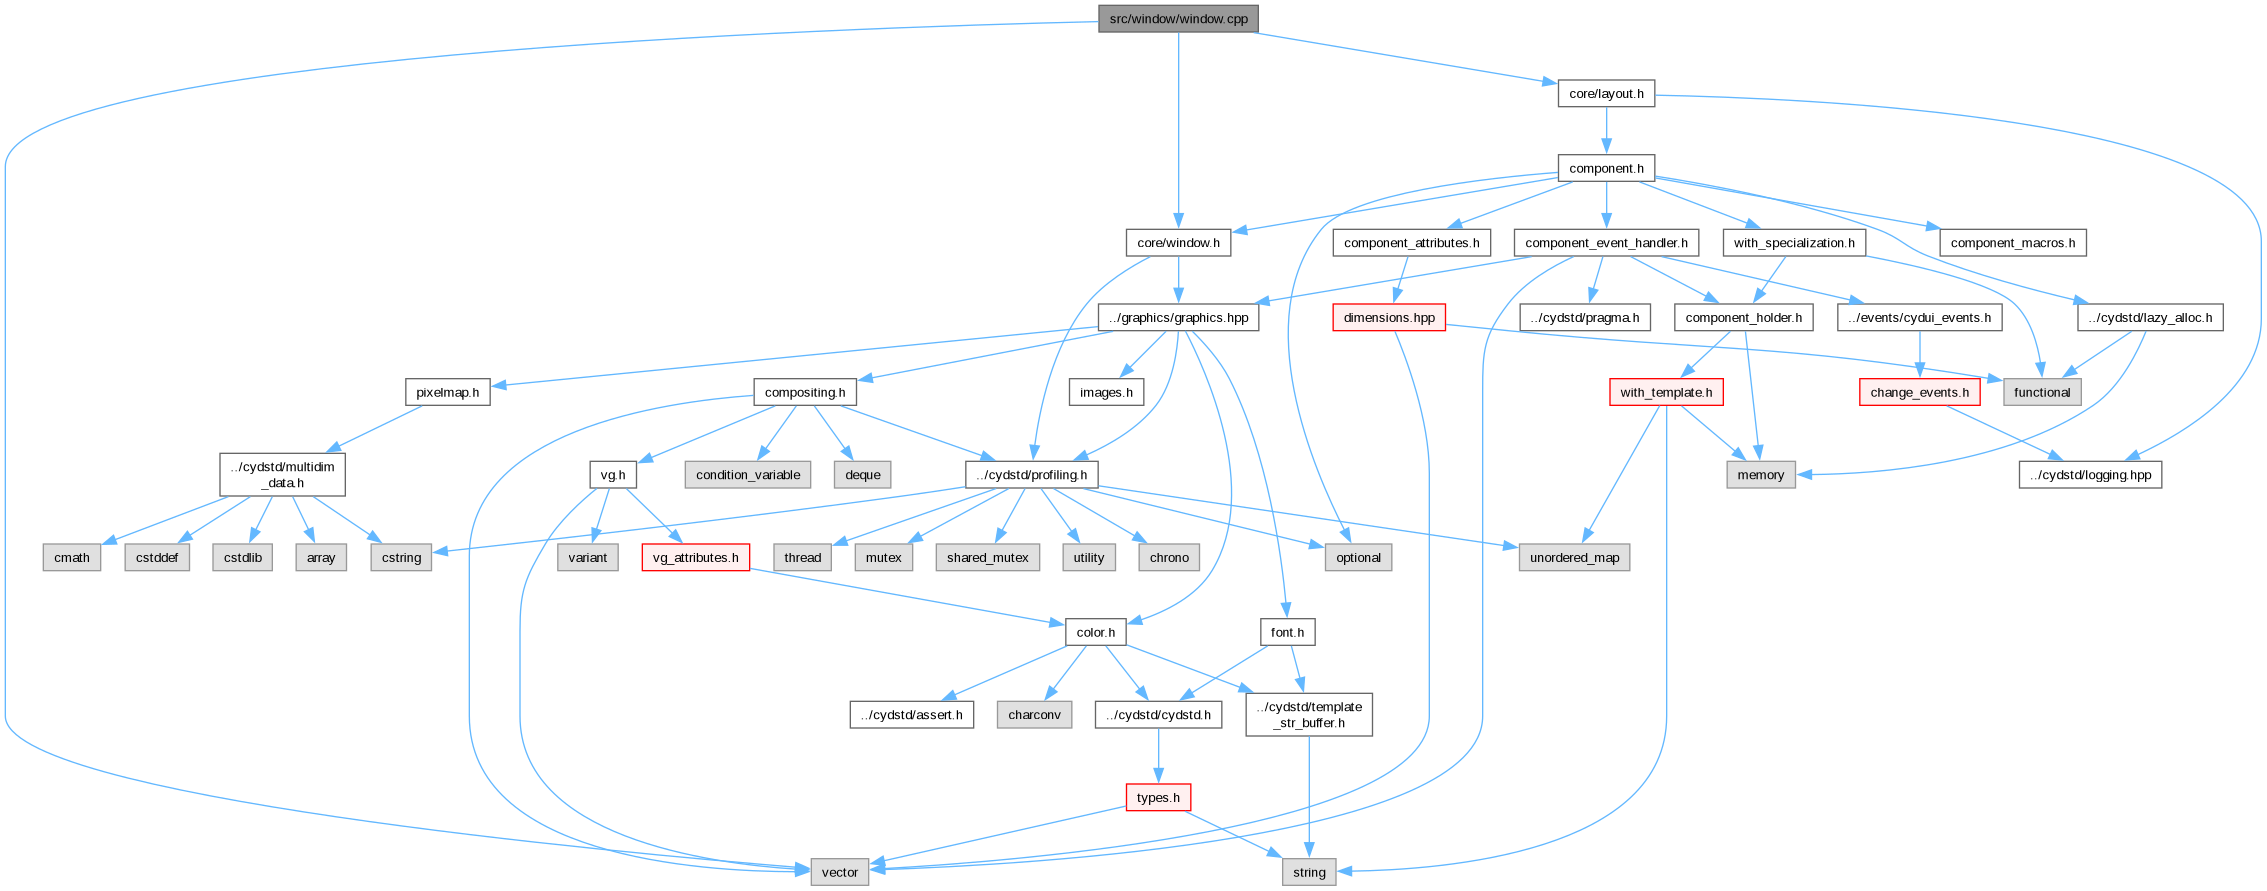 src/window/window.cpp
core/layout.h
component.h
core/window.h
component_attributes.h
component_event_handler.h
with_specialization.h
component_macros.h
../graphics/graphics.hpp
dimensions.hpp
../cydstd/pragma.h
component_holder.h
../events/cydui_events.h
../cydstd/lazy_alloc.h
pixelmap.h
compositing.h
images.h
with_template.h
change_events.h
functional
../cydstd/multidim
_data.h
vg.h
condition_variable
deque
../cydstd/profiling.h
memory
../cydstd/logging.hpp
cmath
cstddef
cstdlib
array
cstring
variant
vg_attributes.h
thread
mutex
shared_mutex
utility
chrono
optional
unordered_map
color.h
font.h
../cydstd/assert.h
charconv
../cydstd/cydstd.h
../cydstd/template
_str_buffer.h
types.h
vector
string